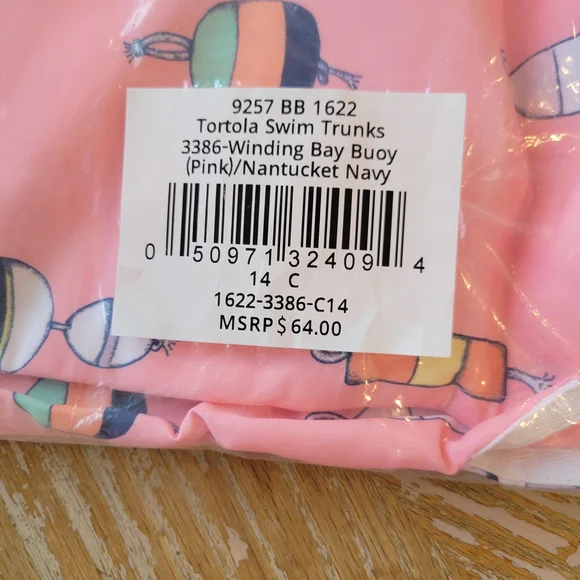 9257 BB 1622
Tortola Swim Trunks
3386-Winding Bay Buoy
(Pink)/Nantucket Navy
0 50971 32409 4
14 C
1622-3386-C14
MSRP$64.00